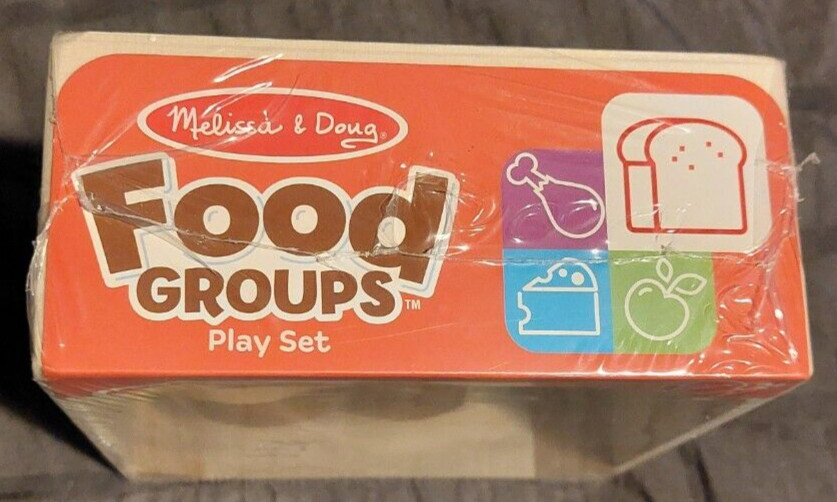 Melissa & Doug®
Food
GROUPS™
Play Set